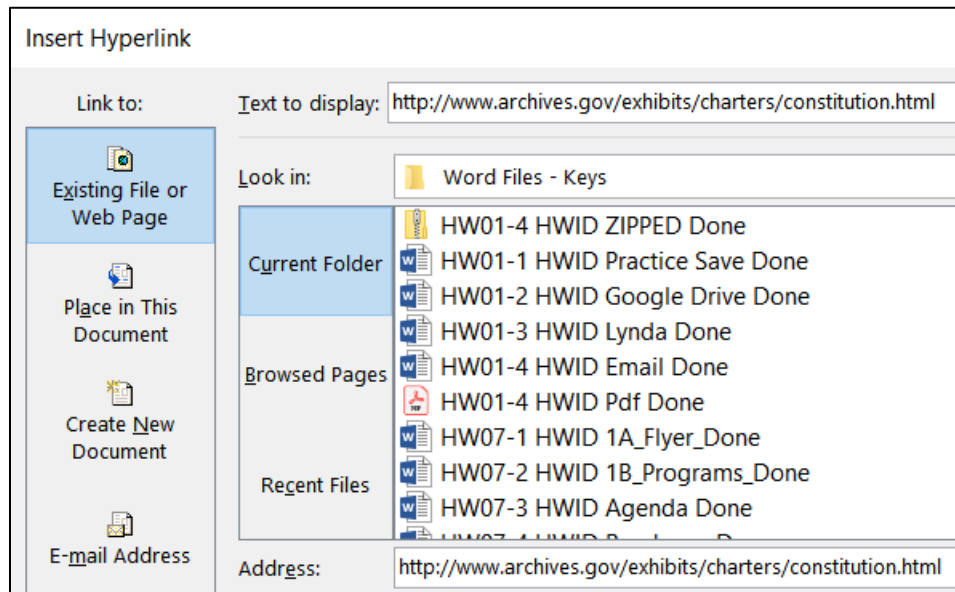 Insert Hyperlink
Link to:
Text to display: http://www.archives.gov/exhibits/charters/constitution.html
Existing File or
Web Page
Look in: Word Files - Keys
Current Folder
HW01-4 HWID ZIPPED Done
HW01-1 HWID Practice Save Done
HW01-2 HWID Google Drive Done
HW01-3 HWID Lynda Done
HW01-4 HWID Email Done
HW01-4 HWID Pdf Done
HW07-1 HWID 1A_Flyer_Done
HW07-2 HWID 1B_Programs_Done
HW07-3 HWID Agenda Done
Place in This
Document
Browsed Pages
Create New
Document
Recent Files
E-mail Address
Address: http://www.archives.gov/exhibits/charters/constitution.html